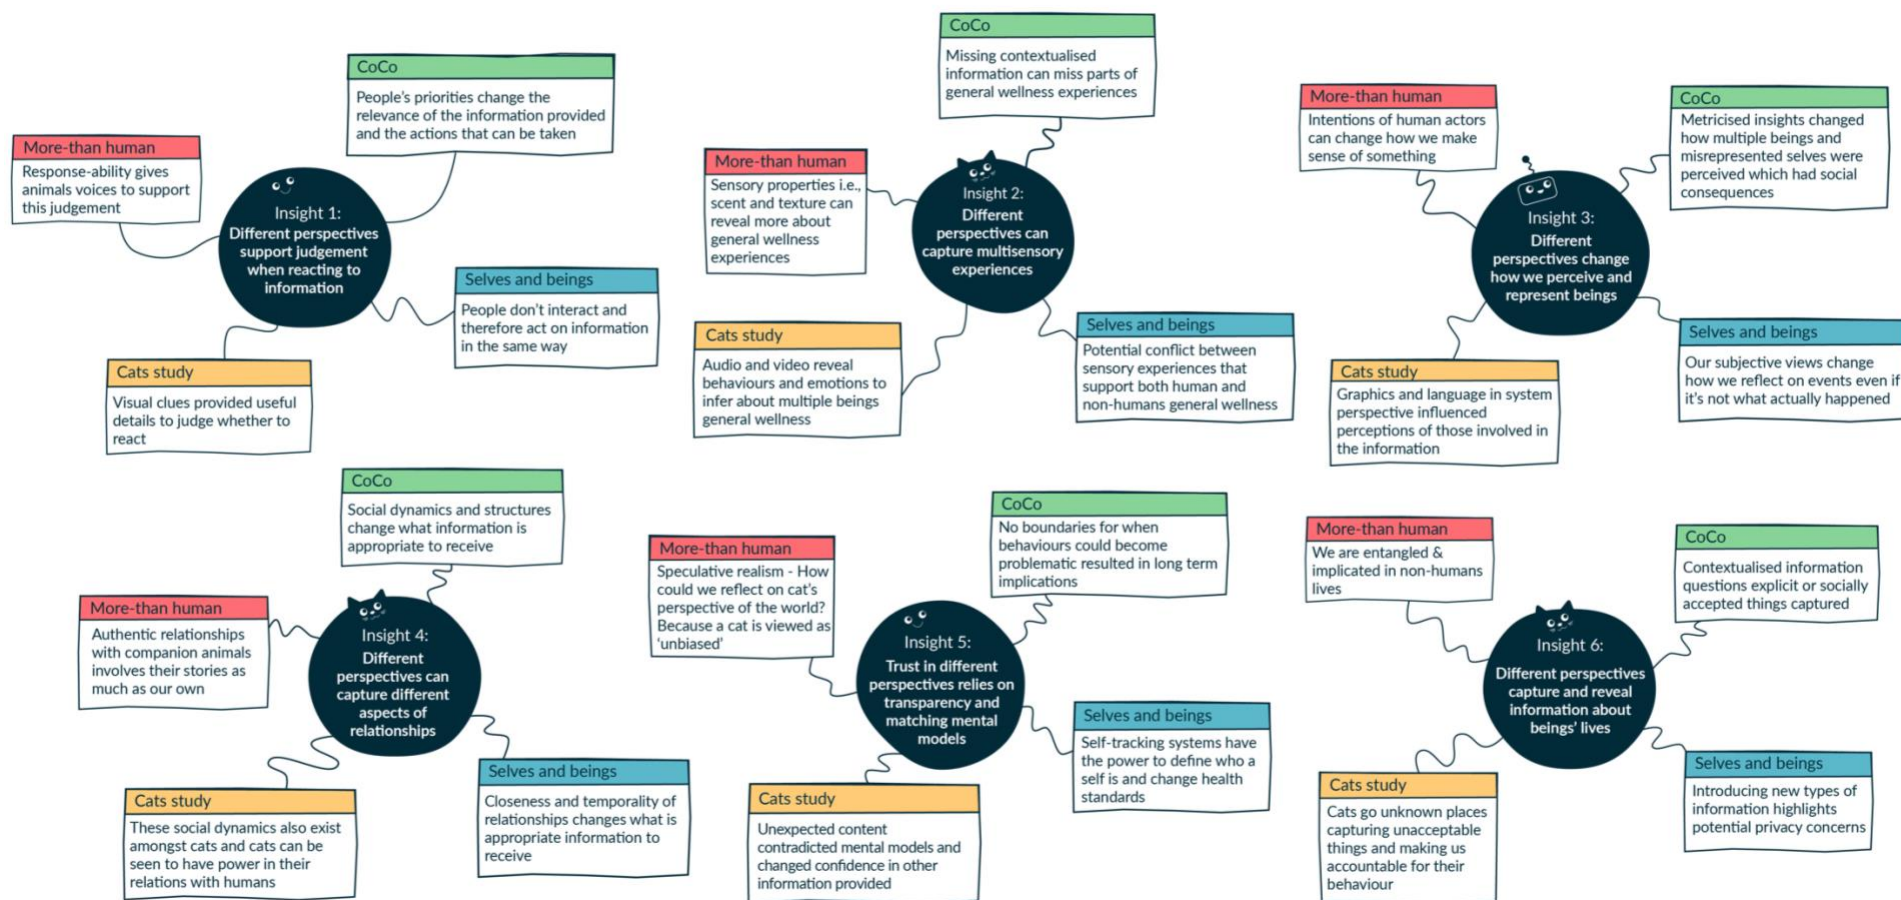 CoCo
People's priorities change the
relevance of the information provided
and the actions that can be taken
More-than human
Response-ability gives
animals voices to support
this judgement
Insight 1:
Different perspectives
support judgement
when reacting to
information
Selves and beings
People don't interact and
therefore act on information
in the same way
Cats study
Visual clues provided useful
details to judge whether to
react
CoCo
Missing contextualised
information can miss parts of
general wellness experiences
More-than human
Sensory properties i.e.,
scent and texture can
reveal more about
general wellness
experiences
Insight 2:
Different
perspectives can
capture multisensory
experiences
Cats study
Audio and video reveal
behaviours and emotions to
infer about multiple beings
general wellness
Selves and beings
Potential conflict between
sensory experiences that
support both human and
non-humans general wellness
More-than human
Intentions of human actors
can change how we make
sense of something
CoCo
Metricised insights changed
how multiple beings and
misrepresented selves were
perceived which had social
consequences
Insight 3:
Different
perspectives change
how we perceive and
represent beings
Selves and beings
Our subjective views change
how we reflect on events even if
it's not what actually happened
Cats study
Graphics and language in system
perspective influenced
perceptions of those involved in
the information
CoCo
Social dynamics and structures
change what information is
appropriate to receive
More-than human
Authentic relationships
with companion animals
involves their stories as
much as our own
Insight 4:
Different
perspectives can
capture different
aspects of
relationships
Selves and beings
Closeness and temporality of
relationships changes what is
appropriate information to
receive
Cats study
These social dynamics also exist
amongst cats and cats can be
seen to have power in their
relations with humans
CoCo
No boundaries for when
behaviours could become
problematic resulted in long term
implications
More-than human
Speculative realism - How
could we reflect on cat's
perspective of the world?
Because a cat is viewed as
'unbiased'
Insight 5:
Trust in different
perspectives relies on
transparency and
matching mental
models
Selves and beings
Self-tracking systems have
the power to define who a
self is and change health
standards
Cats study
Unexpected content
contradicted mental models and
changed confidence in other
information provided
More-than human
We are entangled &
implicated in non-humans
lives
CoCo
Contextualised information
questions explicit or socially
accepted things captured
Insight 6:
Different perspectives
capture and reveal
information about
beings' lives
Selves and beings
Introducing new types of
information highlights
potential privacy concerns
Cats study
Cats go unknown places
capturing unacceptable
things and making us
accountable for their
behaviour